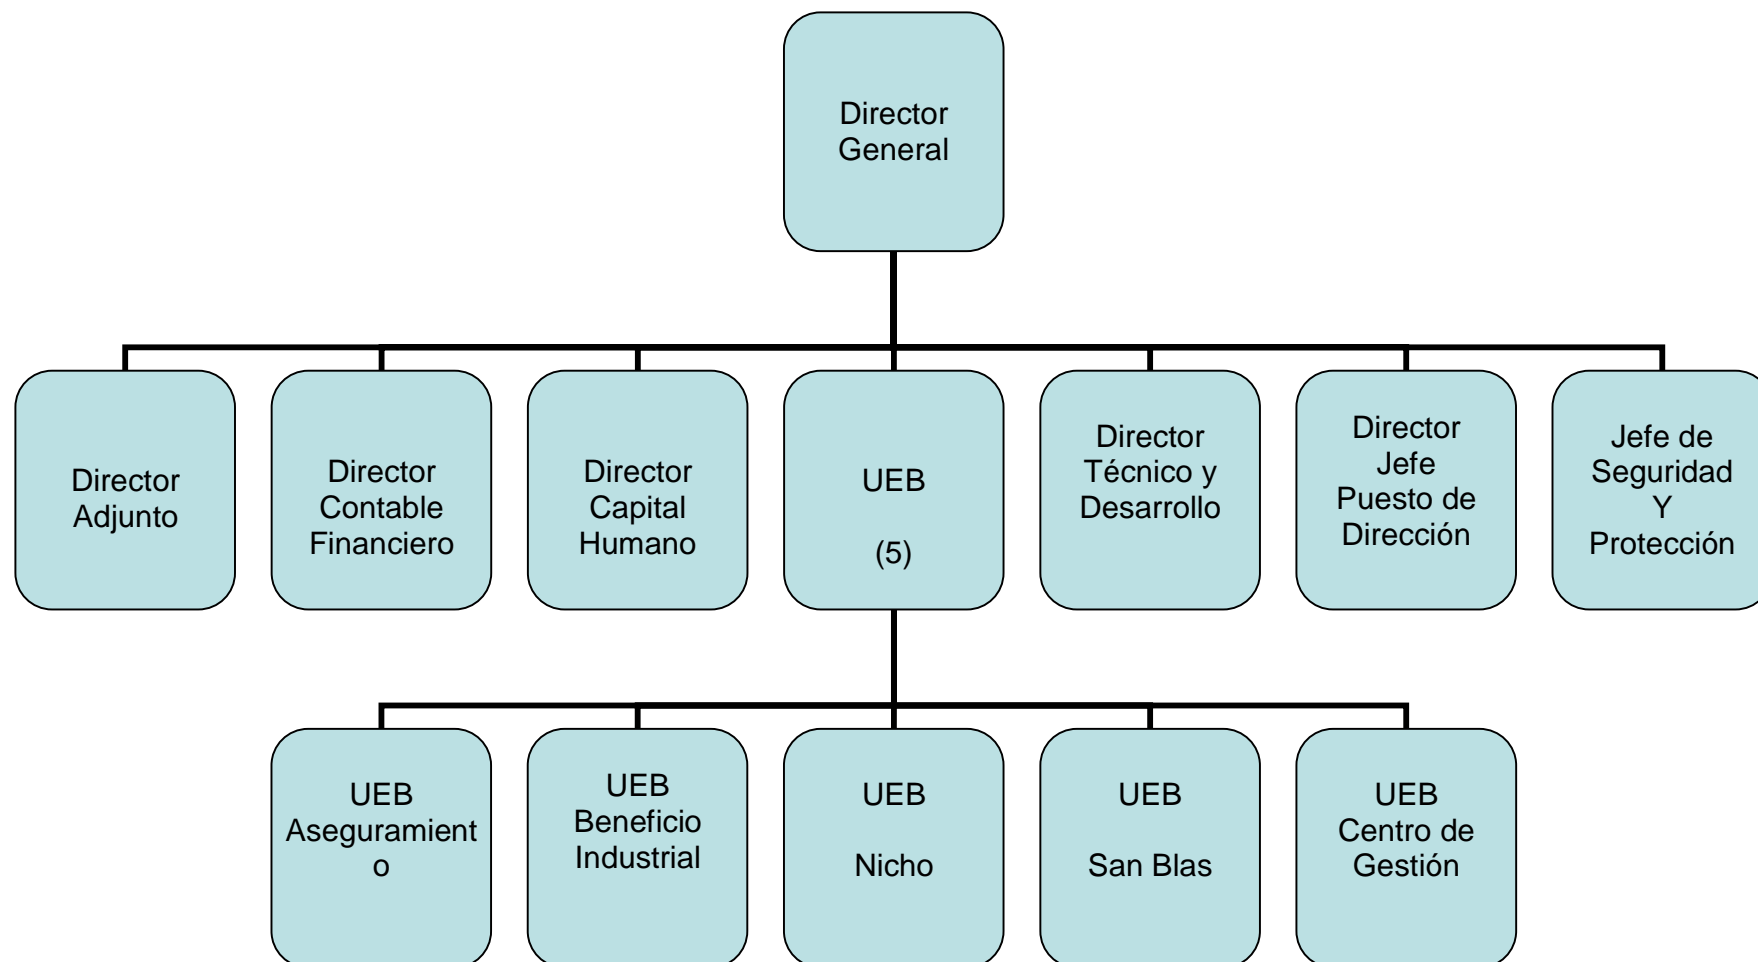 Director
General
Director
Adjunto
Director
Contable
Financiero
Director
Capital
Humano
UEB
(5)
Director
Técnico y
Desarrollo
Director
Jefe
Puesto de
Dirección
Jefe de
Seguridad
Y
Protección
UEB
Aseguramient
o
UEB
Beneficio
Industrial
UEB
Nicho
UEB
San Blas
UEB
Centro de
Gestión